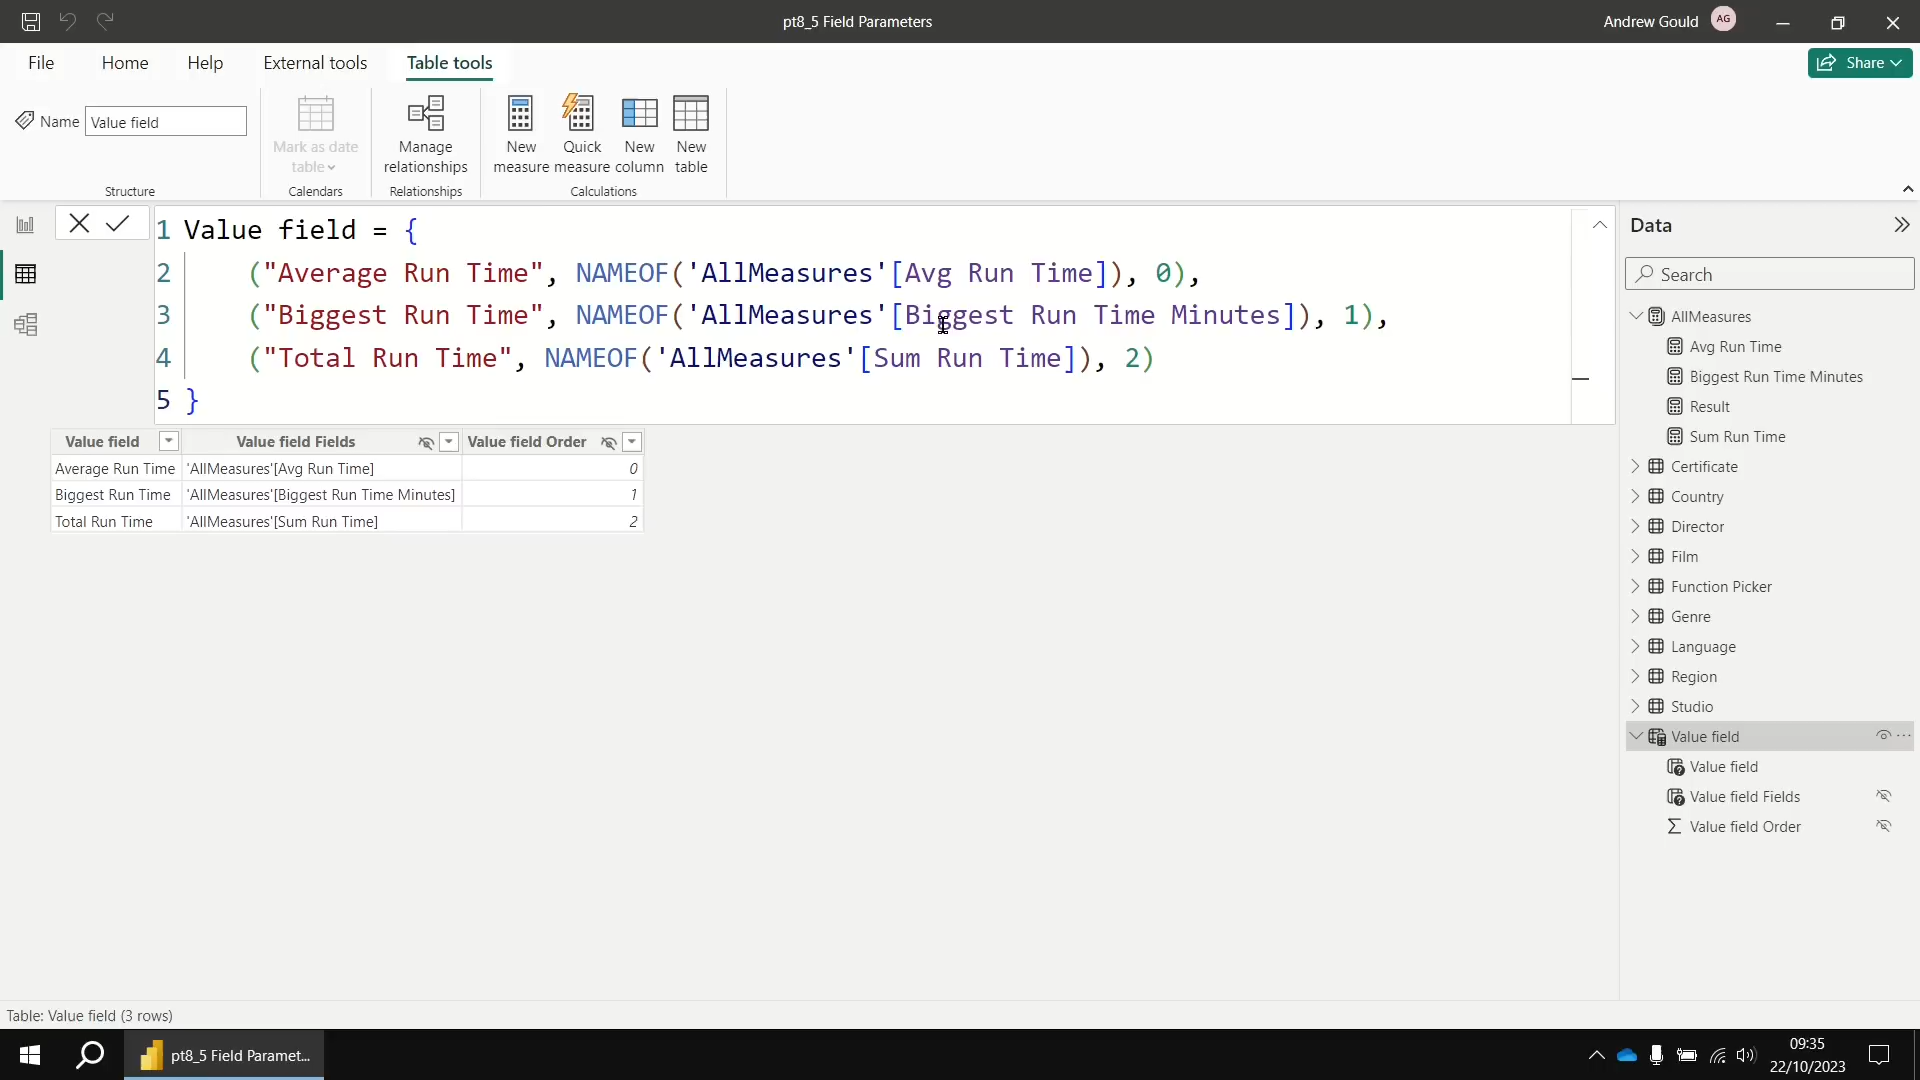 pt8_5 Field Parameters
Andrew Gould
AG
File
Home
Help
External tools
Table tools
Share
Name
Value field
Mark as date
table
Manage
relationships
New
measure
Quick
measure
New
column
New
table
Structure
Calendars
Relationships
Calculations
1 Value field = {
2 ("Average Run Time", NAMEOF('AllMeasures'[Avg Run Time]), 0),
3 ("Biggest Run Time", NAMEOF('AllMeasures'[Biggest Run Time Minutes]), 1),
4 ("Total Run Time", NAMEOF('AllMeasures'[Sum Run Time]), 2)
5 }
Value field Value field Fields Value field Order
Average Run Time 'AllMeasures'[Avg Run Time] 0
Biggest Run Time 'AllMeasures'[Biggest Run Time Minutes] 1
Total Run Time 'AllMeasures'[Sum Run Time] 2
Data
Search
AllMeasures
Avg Run Time
Biggest Run Time Minutes
Result
Sum Run Time
Certificate
Country
Director
Film
Function Picker
Genre
Language
Region
Studio
Value field
Value field
Value field Fields
Value field Order
Table: Value field (3 rows)
pt8_5 Field Paramet...
09:35
22/10/2023